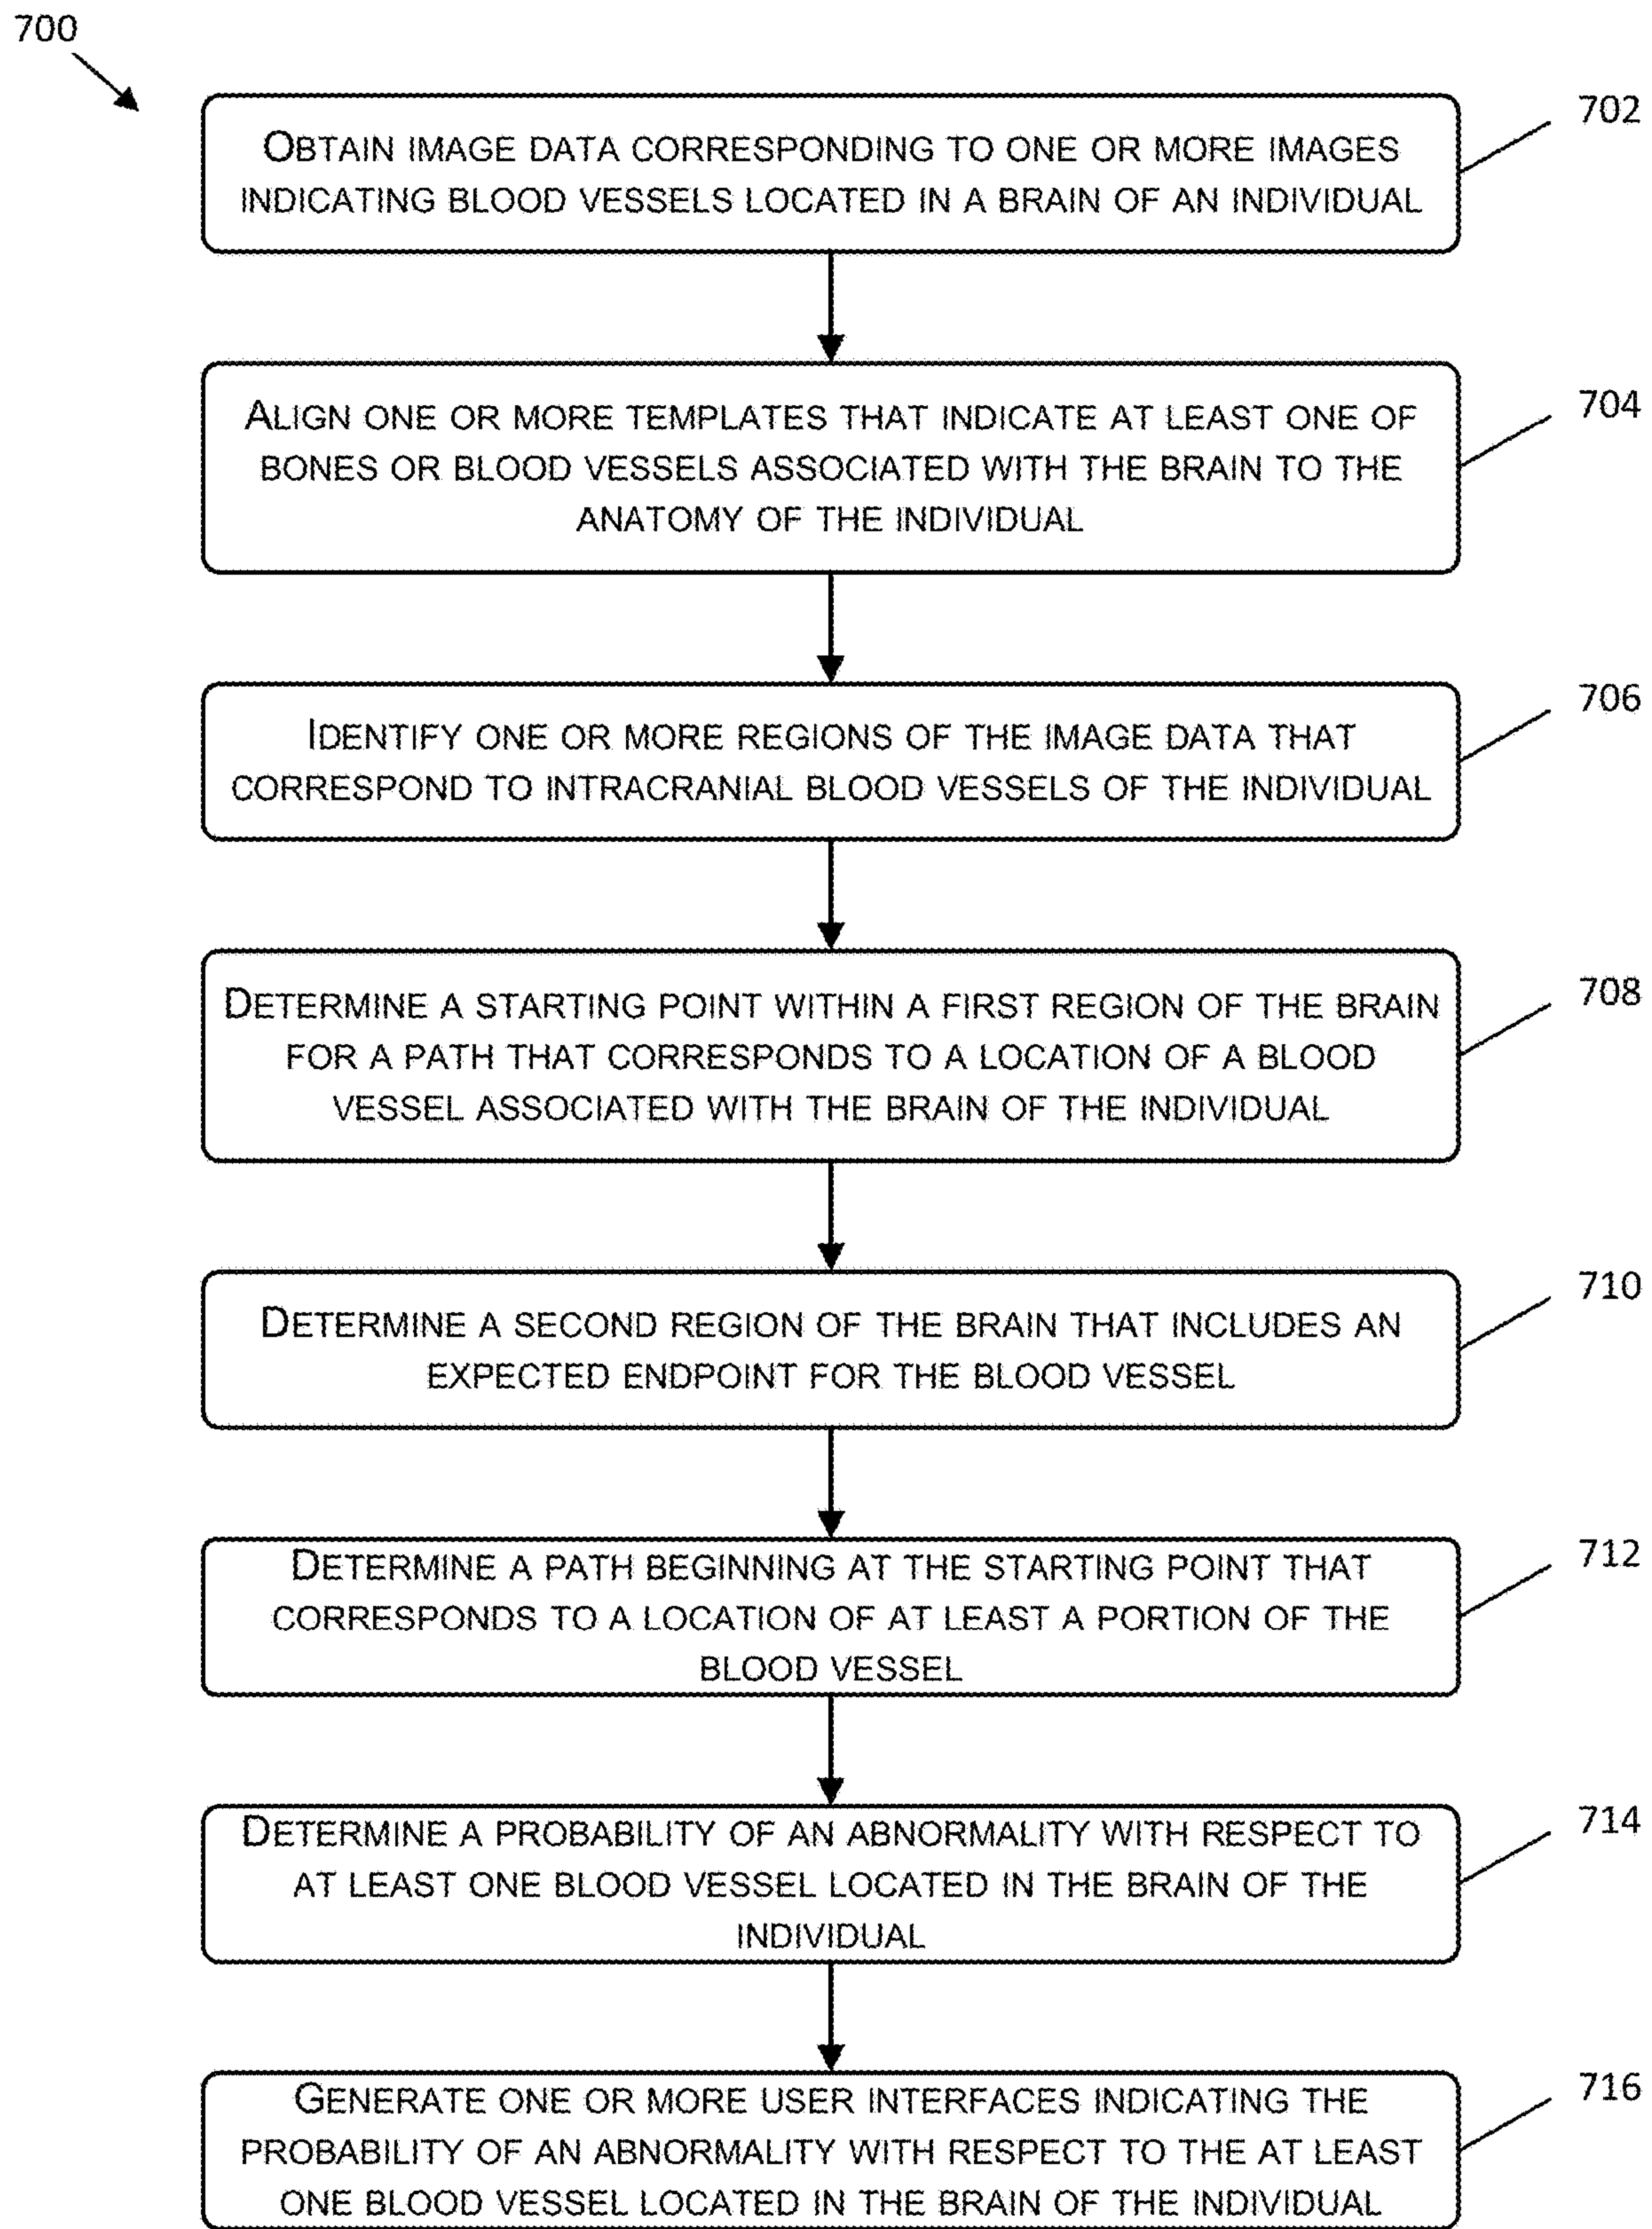 700
702
OBTAIN IMAGE DATA CORRESPONDING TO ONE OR MORE IMAGES
INDICATING BLOOD VESSELS LOCATED IN A BRAIN OF AN INDIVIDUAL
704
ALIGN ONE OR MORE TEMPLATES THAT INDICATE AT LEAST ONE OF
BONES OR BLOOD VESSELS ASSOCIATED WITH THE BRAIN TO THE
ANATOMY OF THE INDIVIDUAL
706
IDENTIFY ONE OR MORE REGIONS OF THE IMAGE DATA THAT
CORRESPOND TO INTRACRANIAL BLOOD VESSELS OF THE INDIVIDUAL
708
DETERMINE A STARTING POINT WITHIN A FIRST REGION OF THE BRAIN
FOR A PATH THAT CORRESPONDS TO A LOCATION OF A BLOOD
VESSEL ASSOCIATED WITH THE BRAIN OF THE INDIVIDUAL
710
DETERMINE A SECOND REGION OF THE BRAIN THAT INCLUDES AN
EXPECTED ENDPOINT FOR THE BLOOD VESSEL
712
DETERMINE A PATH BEGINNING AT THE STARTING POINT THAT
CORRESPONDS TO A LOCATION OF AT LEAST A PORTION OF THE
BLOOD VESSEL
714
DETERMINE A PROBABILITY OF AN ABNORMALITY WITH RESPECT TO
AT LEAST ONE BLOOD VESSEL LOCATED IN THE BRAIN OF THE
INDIVIDUAL
716
GENERATE ONE OR MORE USER INTERFACES INDICATING THE
PROBABILITY OF AN ABNORMALITY WITH RESPECT TO THE AT LEAST
ONE BLOOD VESSEL LOCATED IN THE BRAIN OF THE INDIVIDUAL